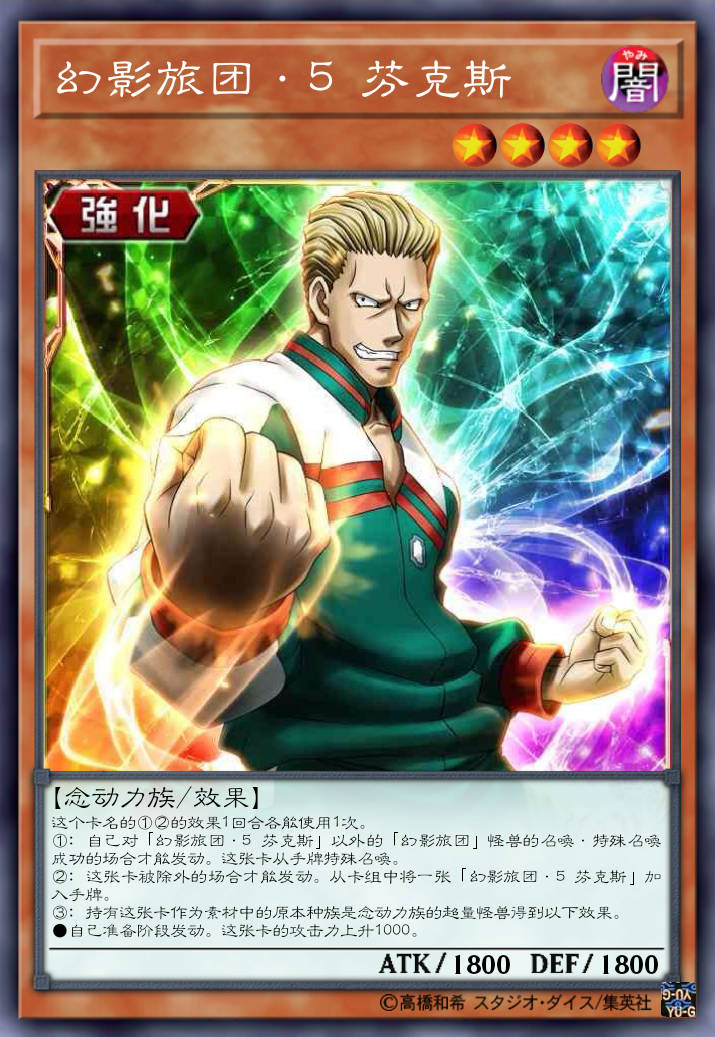 幻影旅团·5 芬克斯
やみ
闇
強化
【念动力族/效果】
这个卡名的①②的效果1回合各能使用1次。
①：自己对「幻影旅团·5 芬克斯」以外的「幻影旅团」怪兽的召唤·特殊召唤
成功的场合才能发动。这张卡从手牌特殊召唤。
②：这张卡被除外的场合才能发动。从卡组中将一张「幻影旅团·5 芬克斯」加
入手牌。
③：持有这张卡作为素材中的原本种族是念动力族的超量怪兽得到以下效果。
●自己准备阶段发动。这张卡的攻击力上升1000。
ATK/1800 DEF/1800
©高橋和希 スタジオ·ダイス/集英社